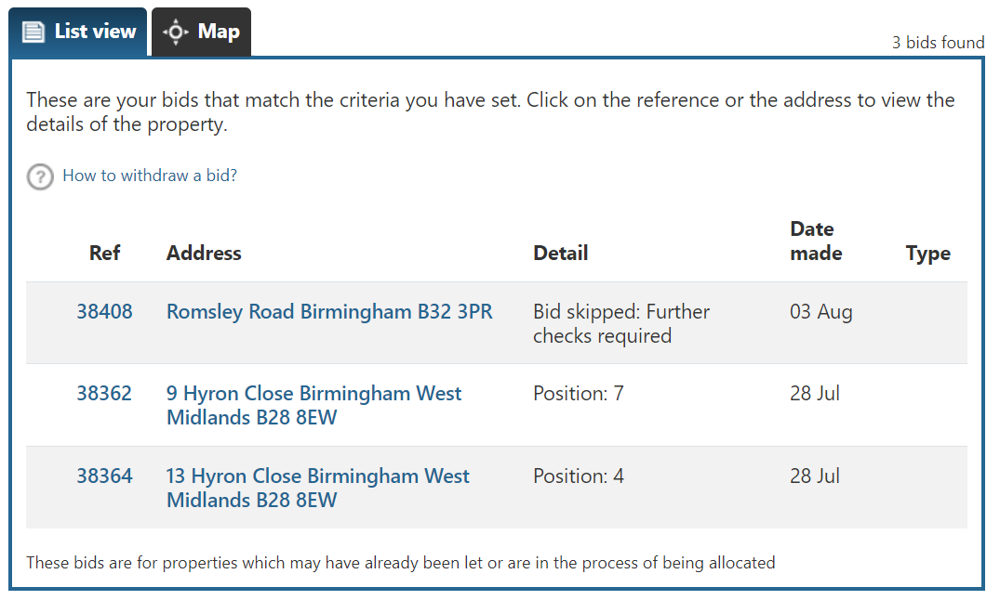 List view
Map
3 bids found
These are your bids that match the criteria you have set. Click on the reference or the address to view the
details of the property.
? How to withdraw a bid?
Ref Address Detail Date made Type
38408 Romsley Road Birmingham B32 3PR Bid skipped: Further 03 Aug
checks required
38362 9 Hyron Close Birmingham West Position: 7 28 Jul
Midlands B28 8EW
38364 13 Hyron Close Birmingham West Position: 4 28 Jul
Midlands B28 8EW
These bids are for properties which may have already been let or are in the process of being allocated